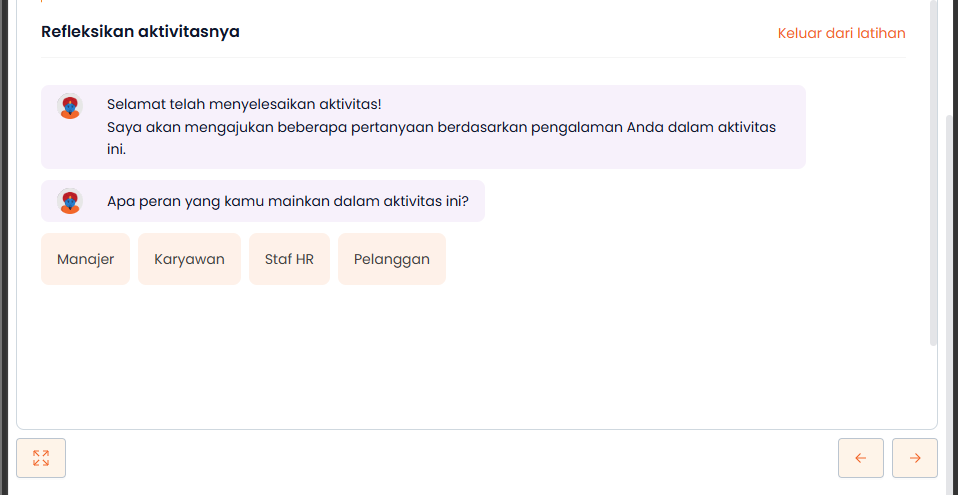 Refleksikan aktivitasnya
Keluar dari latihan
Selamat telah menyelesaikan aktivitas!
Saya akan mengajukan beberapa pertanyaan berdasarkan pengalaman Anda dalam aktivitas
ini.
Apa peran yang kamu mainkan dalam aktivitas ini?
Manajer
Karyawan
Staf HR
Pelanggan